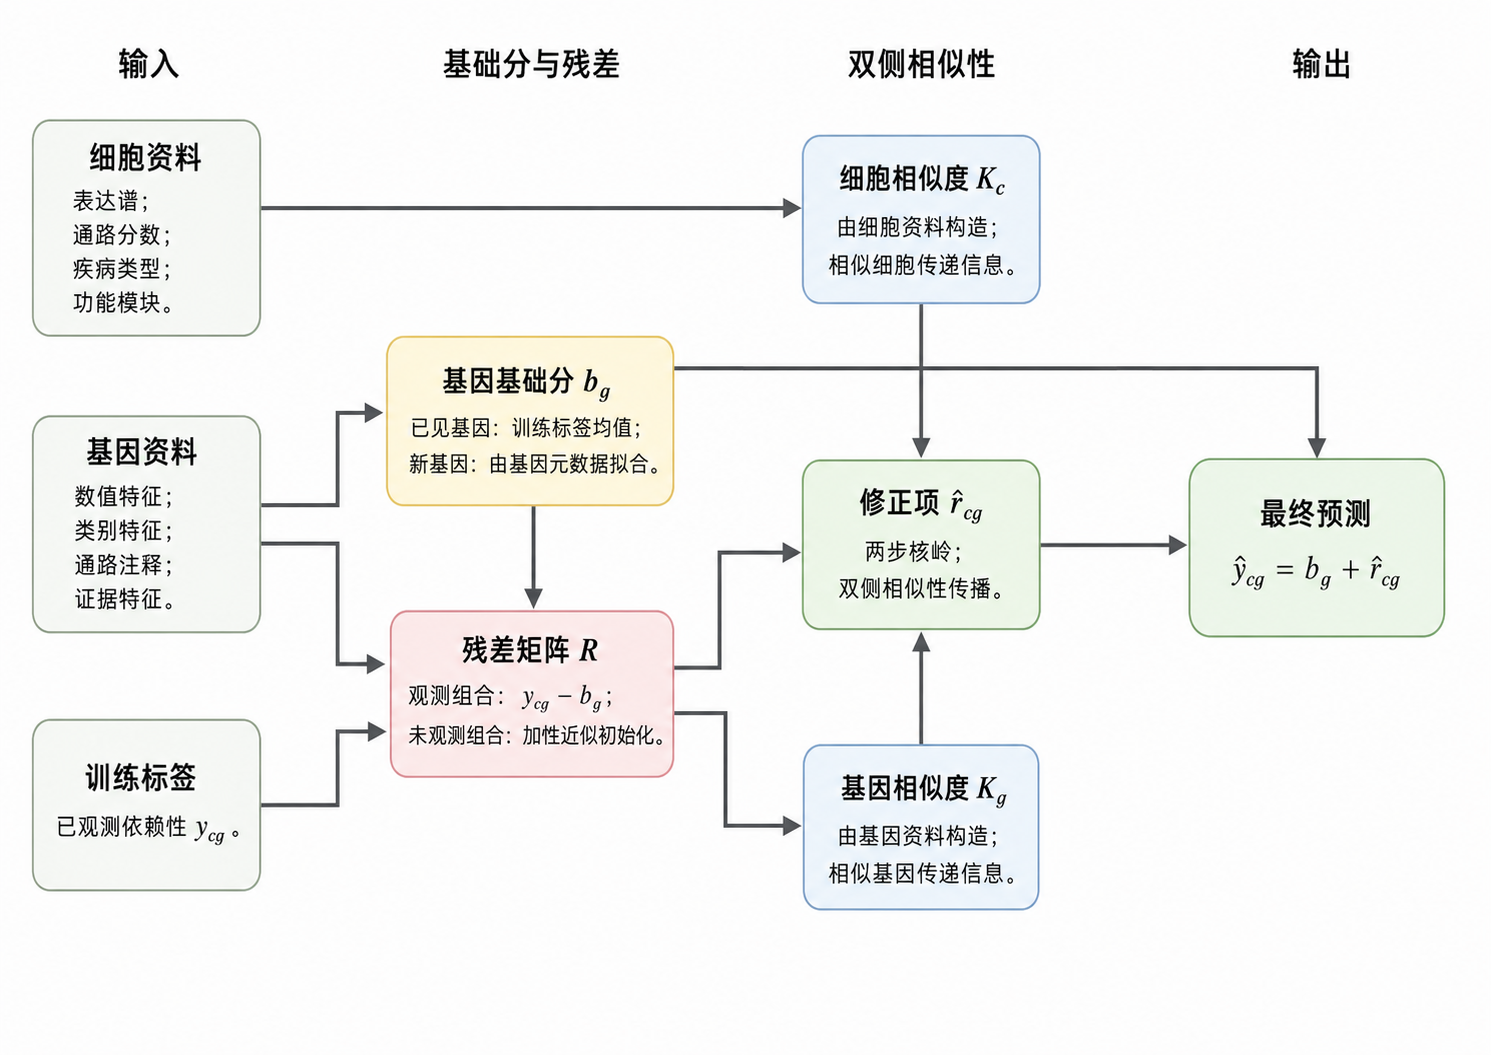 输入
基础分与残差
双侧相似性
输出
细胞资料
表达谱；
通路分数；
疾病类型；
功能模块。
细胞相似度 K_c
由细胞资料构造；
相似细胞传递信息。
基因基础分 b_g
已见基因：训练标签均值；
新基因：由基因元数据拟合。
基因资料
数值特征；
类别特征；
通路注释；
证据特征。
修正项 r̂_cg
两步核岭；
双侧相似性传播。
最终预测
ŷ_cg = b_g + r̂_cg
残差矩阵 R
观测组合： y_cg − b_g；
未观测组合：加性近似初始化。
训练标签
已观测依赖性 y_cg。
基因相似度 K_g
由基因资料构造；
相似基因传递信息。